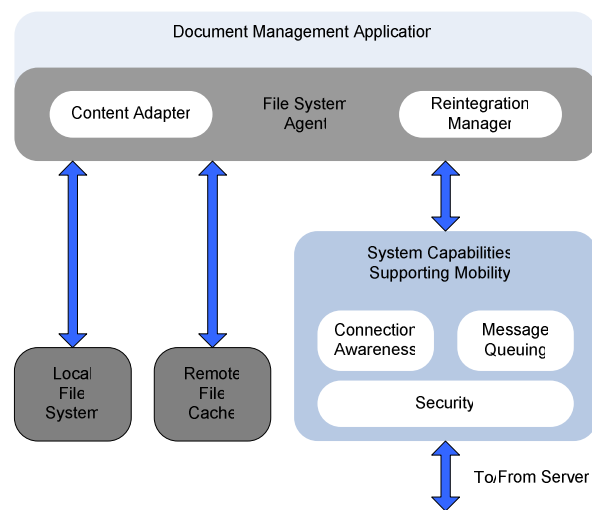 Document Management Application
Content Adapter
File System
Agent
Reintegration
Manager
System Capabilities
Supporting Mobility
Connection
Awareness
Message
Queuing
Security
Local
File
System
Remote
File
Cache
To/From Server